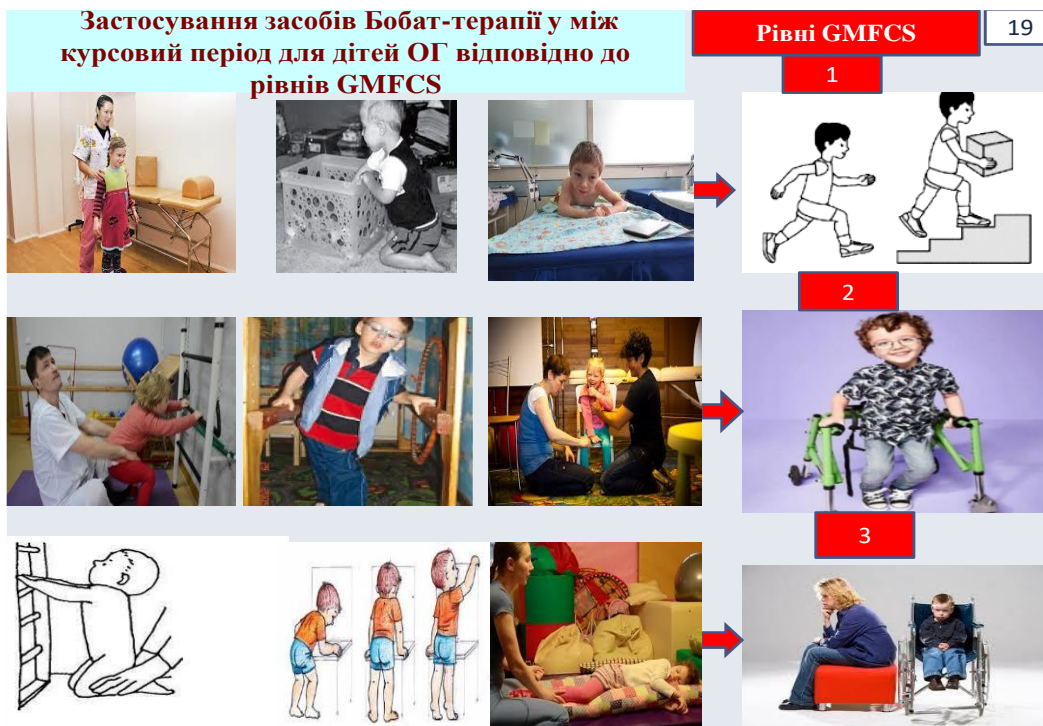 Застосування засобів Бобат-терапії у між
курсовий період для дітей ОГ відповідно до
рівнів GMFCS
Рівні GMFCS
19
1
2
3